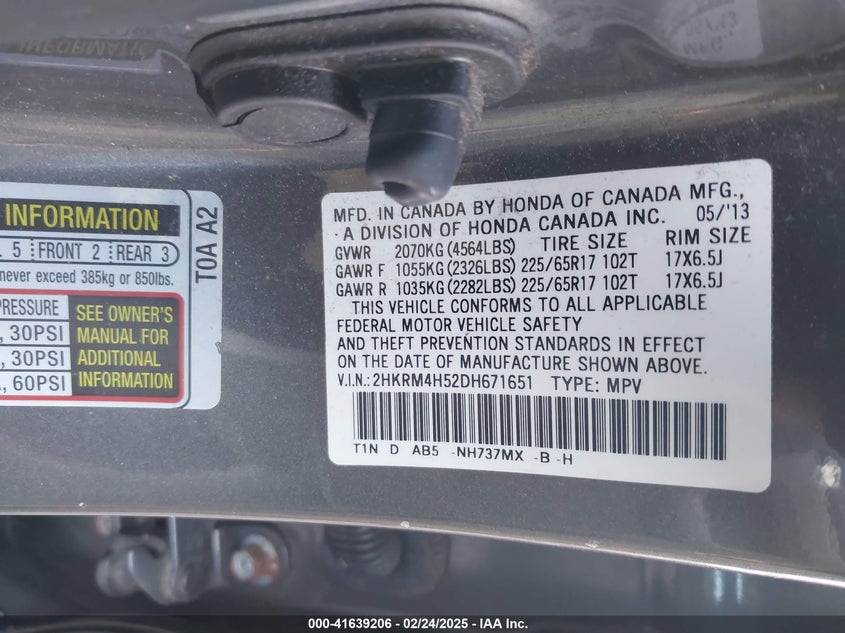 INFORMATION
5 FRONT 2 REAR 3
never exceed 385kg or 850lbs.
PRESSURE
30PSI
30PSI
60PSI
SEE OWNER'S
MANUAL FOR
ADDITIONAL
INFORMATION
T0A A2
MFD. IN CANADA BY HONDA OF CANADA MFG.,
A DIVISION OF HONDA CANADA INC. 05/'13
GVWR 2070KG(4564LBS) TIRE SIZE RIM SIZE
GAWR F 1055KG(2326LBS) 225/65R17 102T 17X6.5J
GAWR R 1035KG(2282LBS) 225/65R17 102T 17X6.5J
THIS VEHICLE CONFORMS TO ALL APPLICABLE
FEDERAL MOTOR VEHICLE SAFETY
AND THEFT PREVENTION STANDARDS IN EFFECT
ON THE DATE OF MANUFACTURE SHOWN ABOVE.
V.I.N.: 2HKRM4H52DH671651 TYPE: MPV
T1N D AB5 -NH737MX -B -H
000-41639206 - 02/24/2025 - IAA Inc.